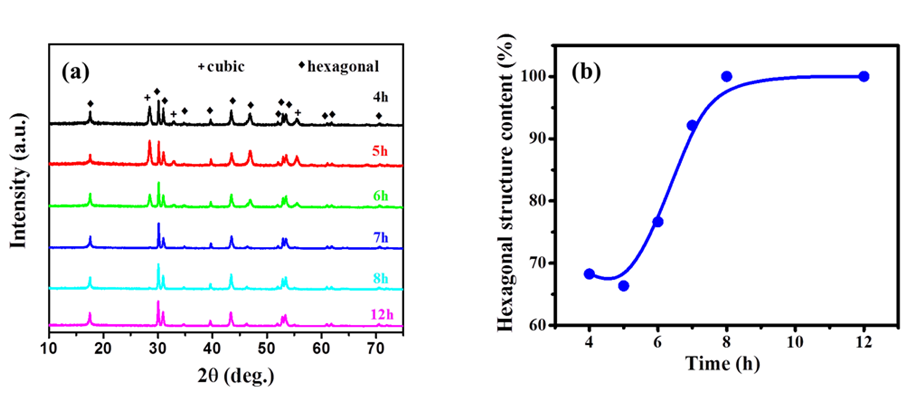 (a)
+ cubic
♦ hexagonal
4h
5h
6h
7h
8h
12h
Intensity (a.u.)
10 20 30 40 50 60 70
2θ (deg.)
(b)
Hexagonal structure content (%)
100
90
80
70
60
4 6 8 10 12
Time (h)